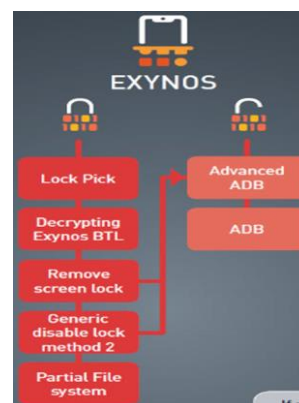 EXYNOS
Lock Pick
Decrypting
Exynos BTL
Remove
screen lock
Generic
disable lock
method 2
Partial File
system
Advanced
ADB
ADB